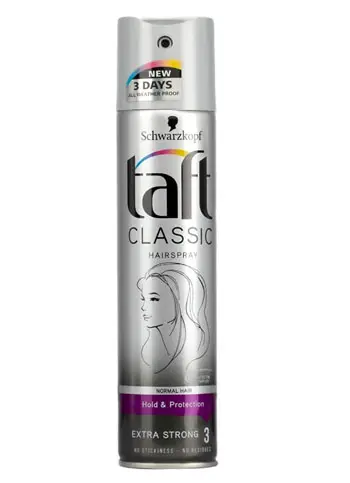 NEW
3 DAYS
ALL WEATHER PROOF
Schwarzkopf
taft
CLASSIC
HAIRSPRAY
NORMAL HAIR
Hold & Protection
EXTRA STRONG 3
NO STICKINESS - NO RESIDUES